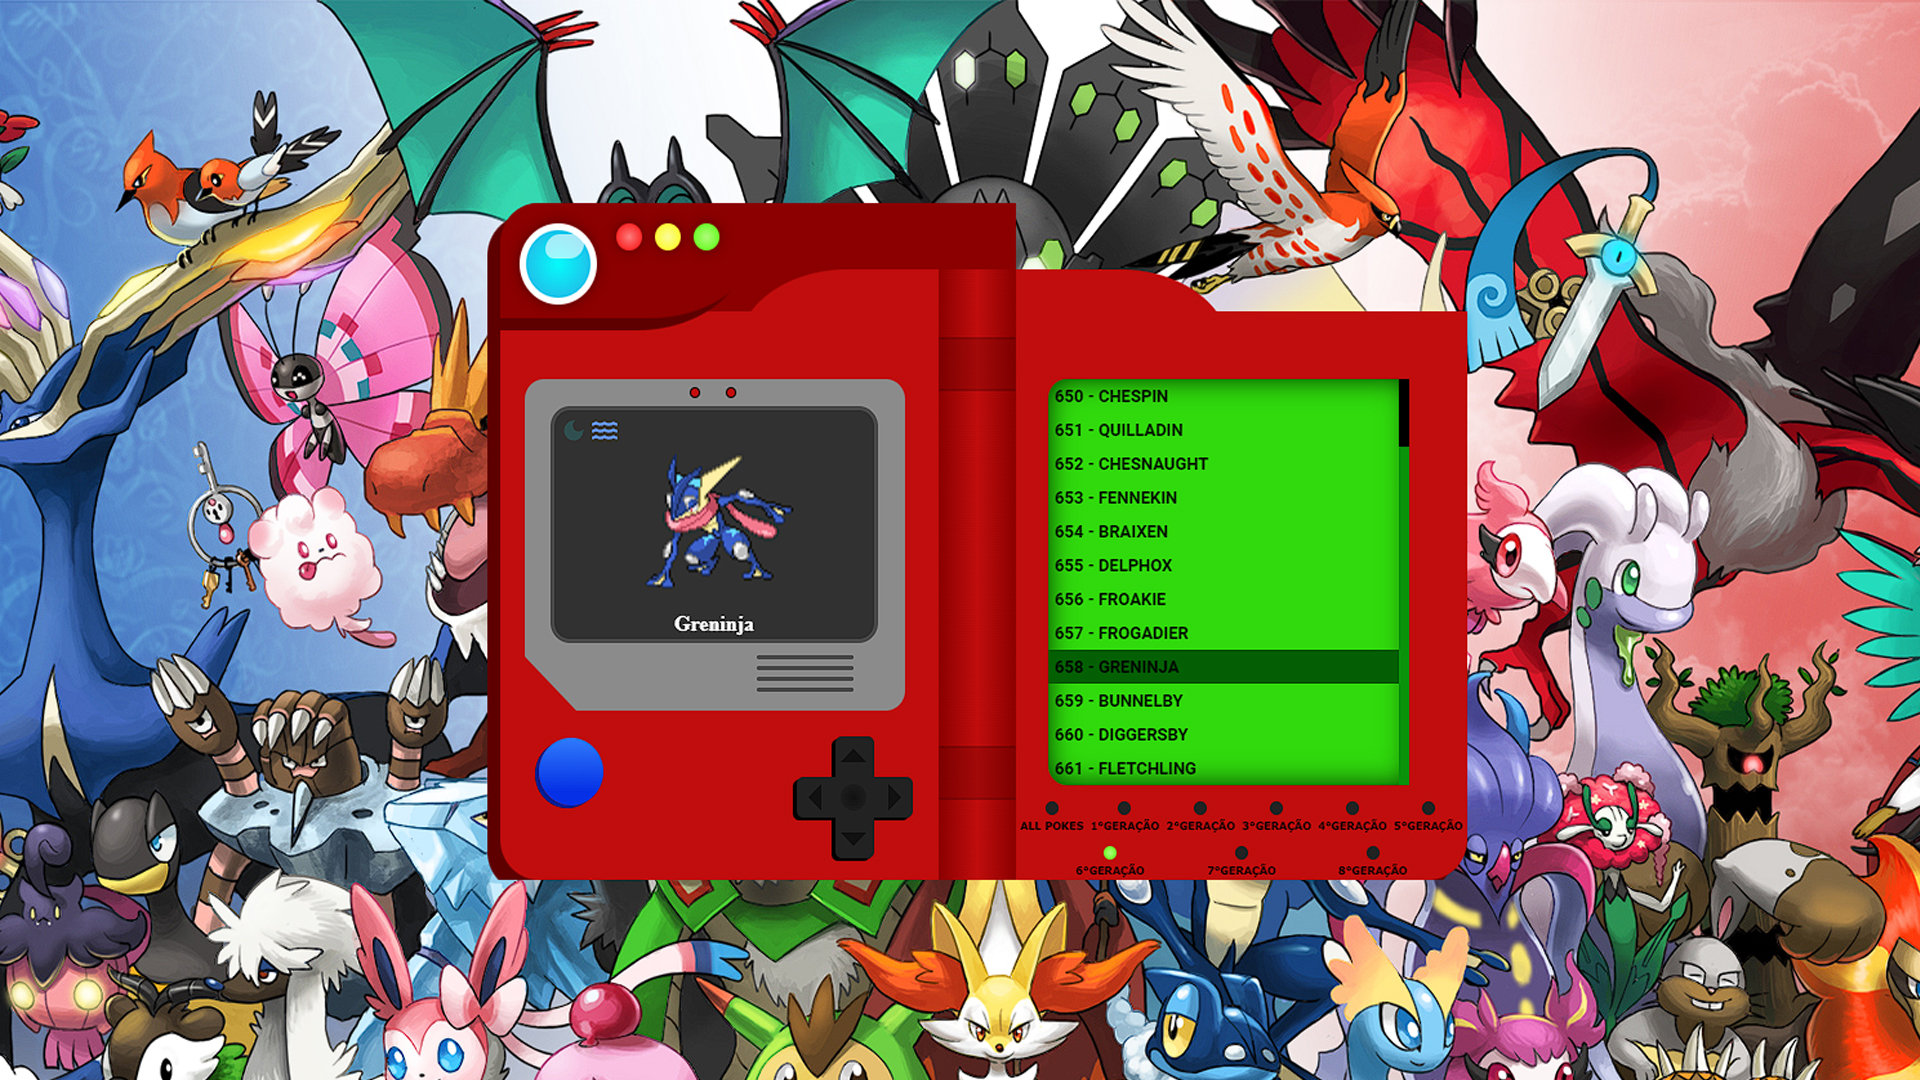 Greninja
650 - CHESPIN
651 - QUILLADIN
652 - CHESNAUGHT
653 - FENNEKIN
654 - BRAIXEN
655 - DELPHOX
656 - FROAKIE
657 - FROGADIER
658 - GRENINJA
659 - BUNNELBY
660 - DIGGERSBY
661 - FLETCHLING
ALL POKES 1°GERAÇÃO 2°GERAÇÃO 3°GERAÇÃO 4°GERAÇÃO 5°GERAÇÃO
6°GERAÇÃO 7°GERAÇÃO 8°GERAÇÃO